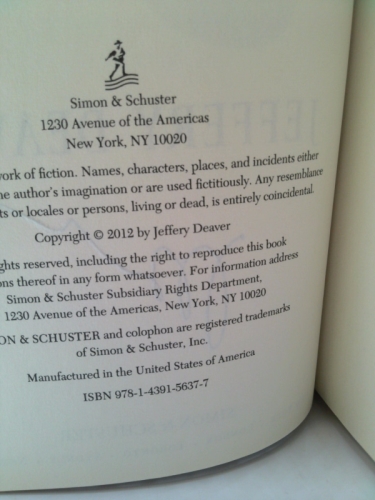 Simon & Schuster
1230 Avenue of the Americas
New York, NY 10020
ork of fiction. Names, characters, places, and incidents either
e author's imagination or are used fictitiously. Any resemblance
ts or locales or persons, living or dead, is entirely coincidental.
Copyright © 2012 by Jeffery Deaver
ghts reserved, including the right to reproduce this book
ons thereof in any form whatsoever. For information address
Simon & Schuster Subsidiary Rights Department,
1230 Avenue of the Americas, New York, NY 10020
ON & SCHUSTER and colophon are registered trademarks
of Simon & Schuster, Inc.
Manufactured in the United States of America
ISBN 978-1-4391-5637-7